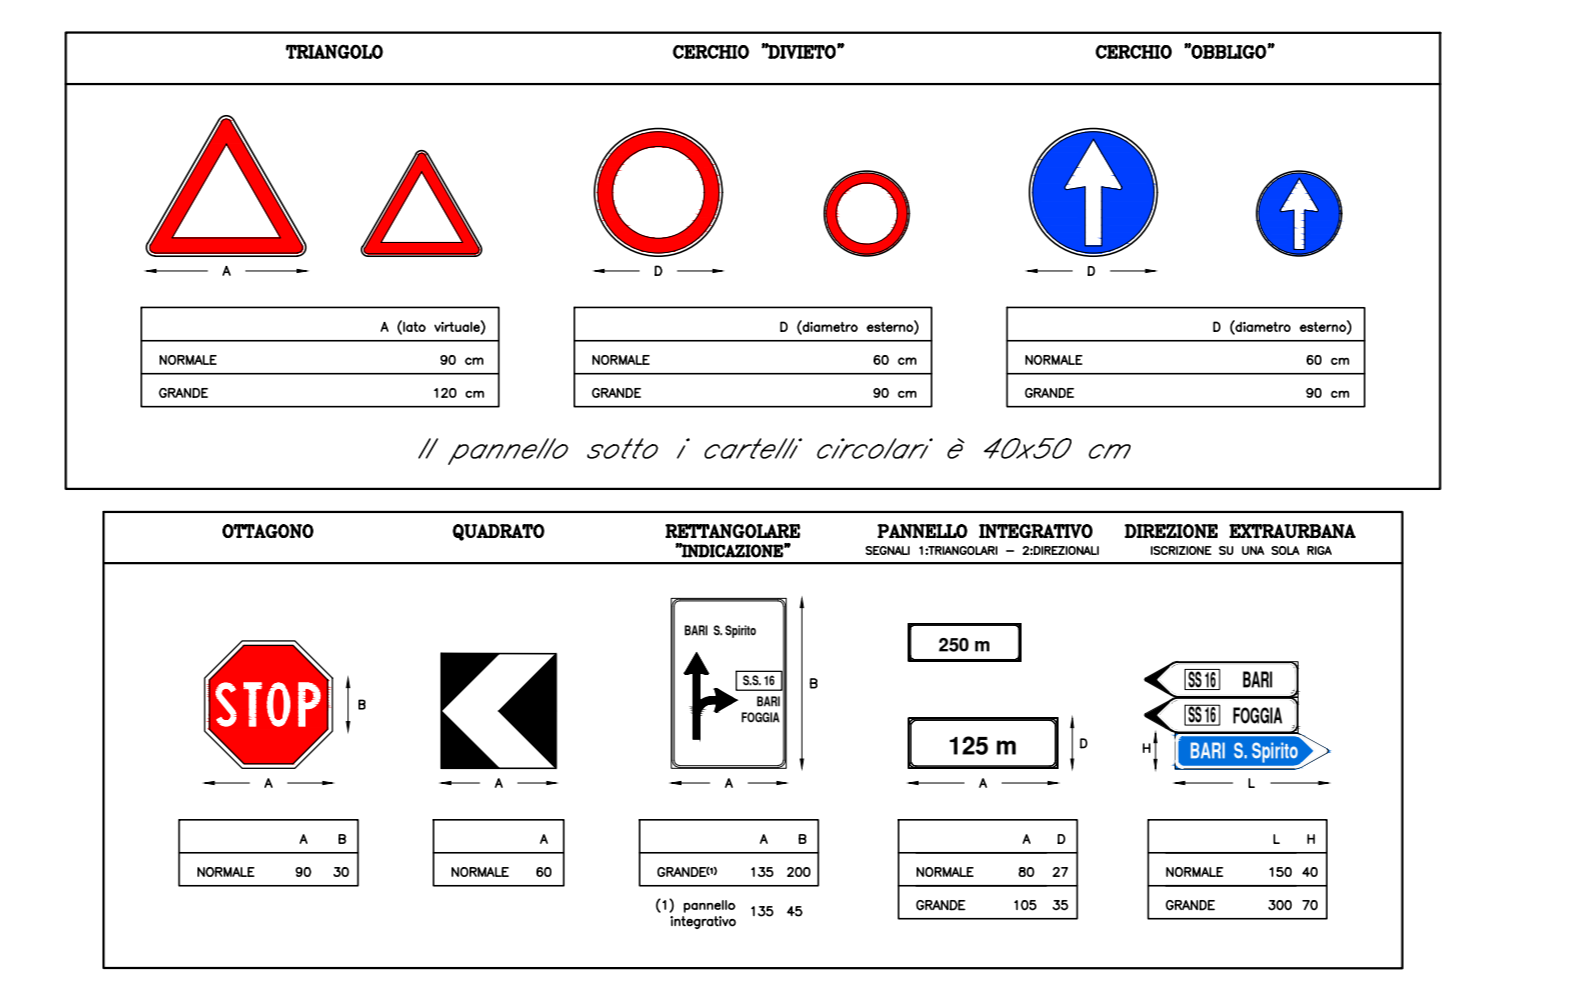 TRIANGOLO
CERCHIO "DIVIETO"
CERCHIO "OBBLIGO"
A
D
D
A (lato virtuale)
NORMALE 90 cm
GRANDE 120 cm
D (diametro esterno)
NORMALE 60 cm
GRANDE 90 cm
D (diametro esterno)
NORMALE 60 cm
GRANDE 90 cm
Il pannello sotto i cartelli circolari è 40x50 cm
OTTAGONO
QUADRATO
RETTANGOLARE
"INDICAZIONE"
PANNELLO INTEGRATIVO
SEGNALI 1:TRIANGOLARI – 2:DIREZIONALI
DIREZIONE EXTRAURBANA
ISCRIZIONE SU UNA SOLA RIGA
STOP
B
A
A
BARI S. Spirito
S.S. 16
BARI
FOGGIA
B
A
250 m
125 m
D
A
SS 16 BARI
SS 16 FOGGIA
BARI S. Spirito
H
L
A B
NORMALE 90 30
A
NORMALE 60
A B
GRANDE(1) 135 200
(1) pannello
integrativo 135 45
A D
NORMALE 80 27
GRANDE 105 35
L H
NORMALE 150 40
GRANDE 300 70